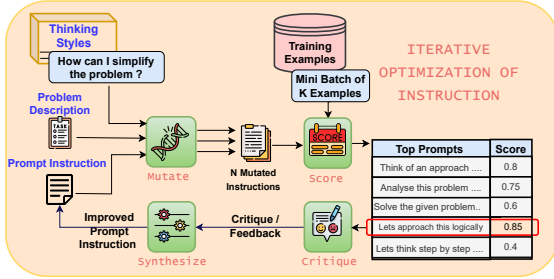 Thinking
Styles
How can I simplify
the problem ?
Training
Examples
Mini Batch of
K Examples
ITERATIVE
OPTIMIZATION OF
INSTRUCTION
Problem
Description
TASK
Prompt Instruction
Mutate
N Mutated
Instructions
SCORE
Score
Top Prompts Score
Think of an approach .... 0.8
Analyse this problem .... 0.75
Solve the given problem.. 0.6
Lets approach this logically 0.85
Lets think step by step .... 0.4
Improved
Prompt
Instruction
Synthesize
Critique /
Feedback
Critique